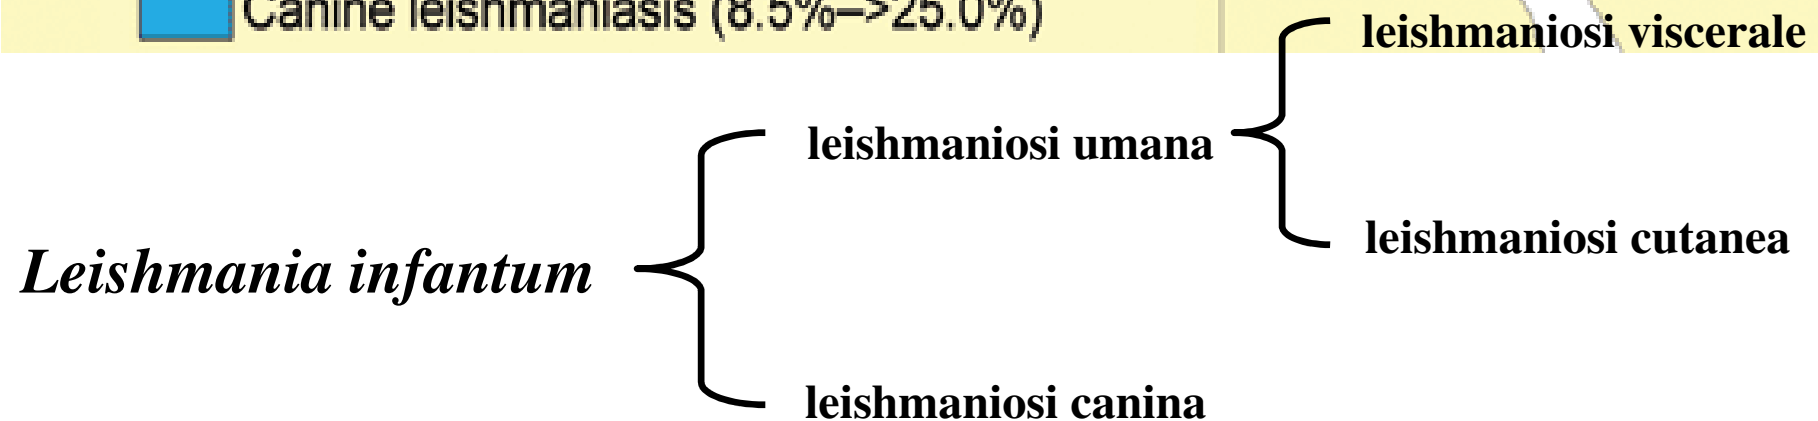 Canine leishmaniasis (8.5%–>25.0%)
leishmaniosi viscerale
leishmaniosi umana
leishmaniosi cutanea
Leishmania infantum
leishmaniosi canina